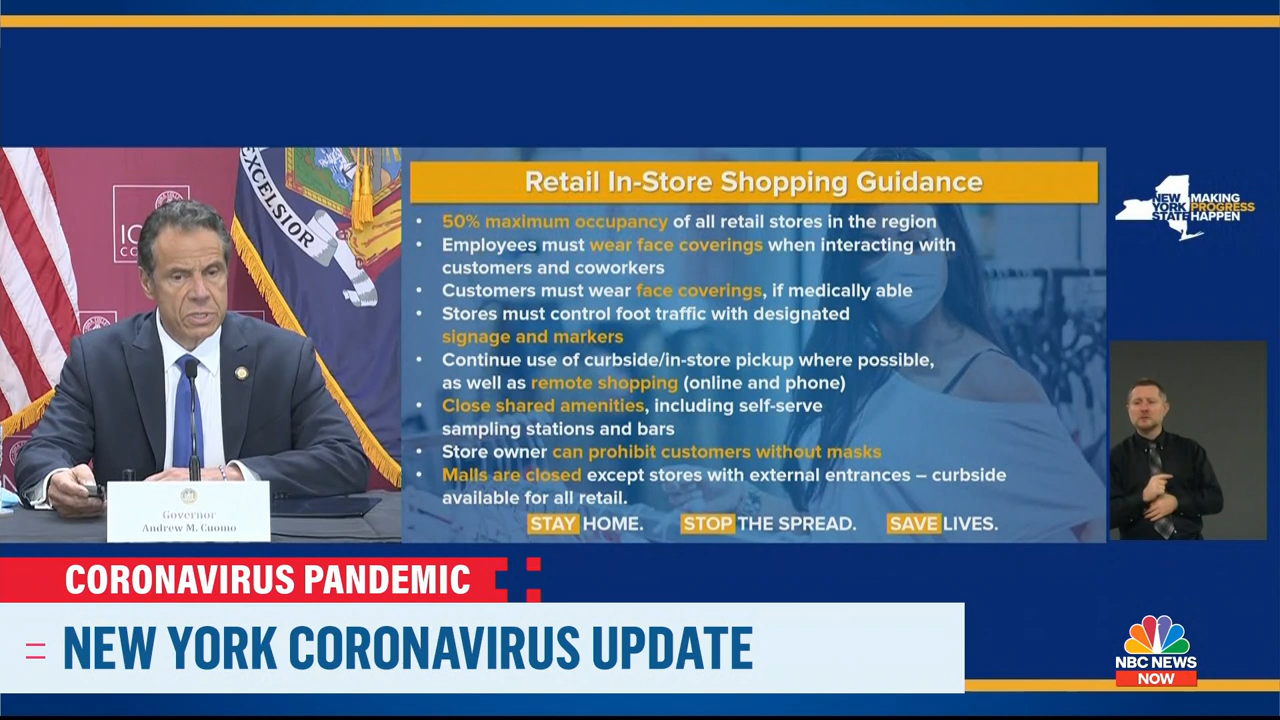 EXCELSIOR
Governor
Andrew M. Cuomo
Retail In-Store Shopping Guidance
• 50% maximum occupancy of all retail stores in the region
• Employees must wear face coverings when interacting with
customers and coworkers
• Customers must wear face coverings, if medically able
• Stores must control foot traffic with designated
signage and markers
• Continue use of curbside/in-store pickup where possible,
as well as remote shopping (online and phone)
• Close shared amenities, including self-serve
sampling stations and bars
• Store owner can prohibit customers without masks
• Malls are closed except stores with external entrances – curbside
available for all retail.
STAY HOME. STOP THE SPREAD. SAVE LIVES.
NEW
YORK
STATE
MAKING
PROGRESS
HAPPEN
CORONAVIRUS PANDEMIC
NEW YORK CORONAVIRUS UPDATE
NBC NEWS
NOW